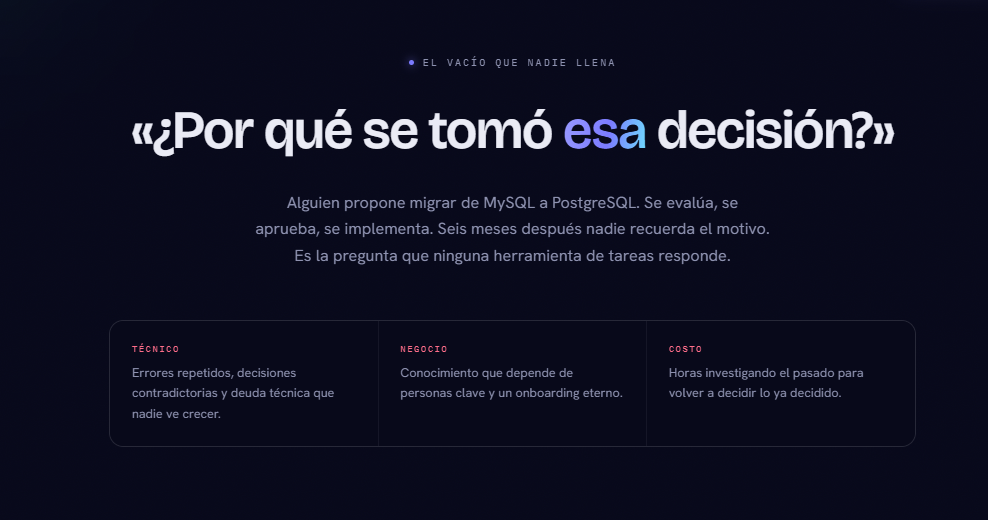 EL VACÍO QUE NADIE LLENA
«¿Por qué se tomó esa decisión?»
Alguien propone migrar de MySQL a PostgreSQL. Se evalúa, se
aprueba, se implementa. Seis meses después nadie recuerda el motivo.
Es la pregunta que ninguna herramienta de tareas responde.
TÉCNICO
Errores repetidos, decisiones
contradictorias y deuda técnica que
nadie ve crecer.
NEGOCIO
Conocimiento que depende de
personas clave y un onboarding eterno.
COSTO
Horas investigando el pasado para
volver a decidir lo ya decidido.